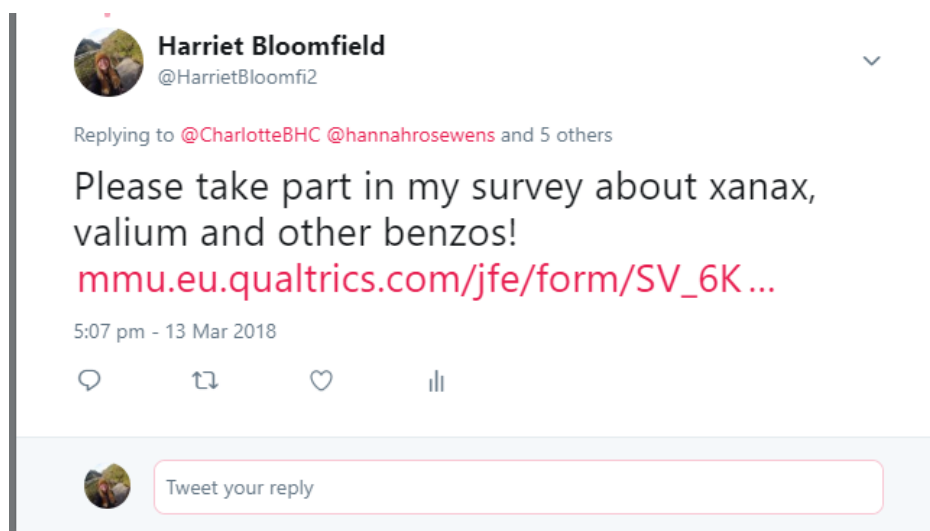 Harriet Bloomfield
@HarrietBloomfi2
Replying to @CharlotteBHC @hannahrosewens and 5 others
Please take part in my survey about xanax,
valium and other benzos!
mmu.eu.qualtrics.com/jfe/form/SV_6K...
5:07 pm - 13 Mar 2018
Tweet your reply